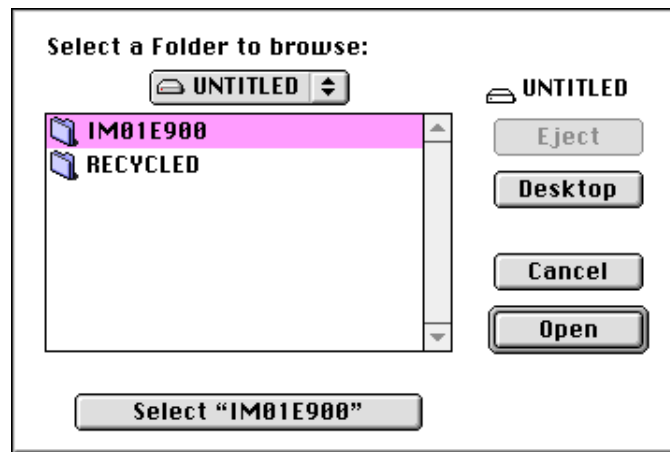 Select a Folder to browse:
UNTITLED
UNTITLED
IM01E900
Eject
RECYCLED
Desktop
Cancel
Open
Select “IM01E900”